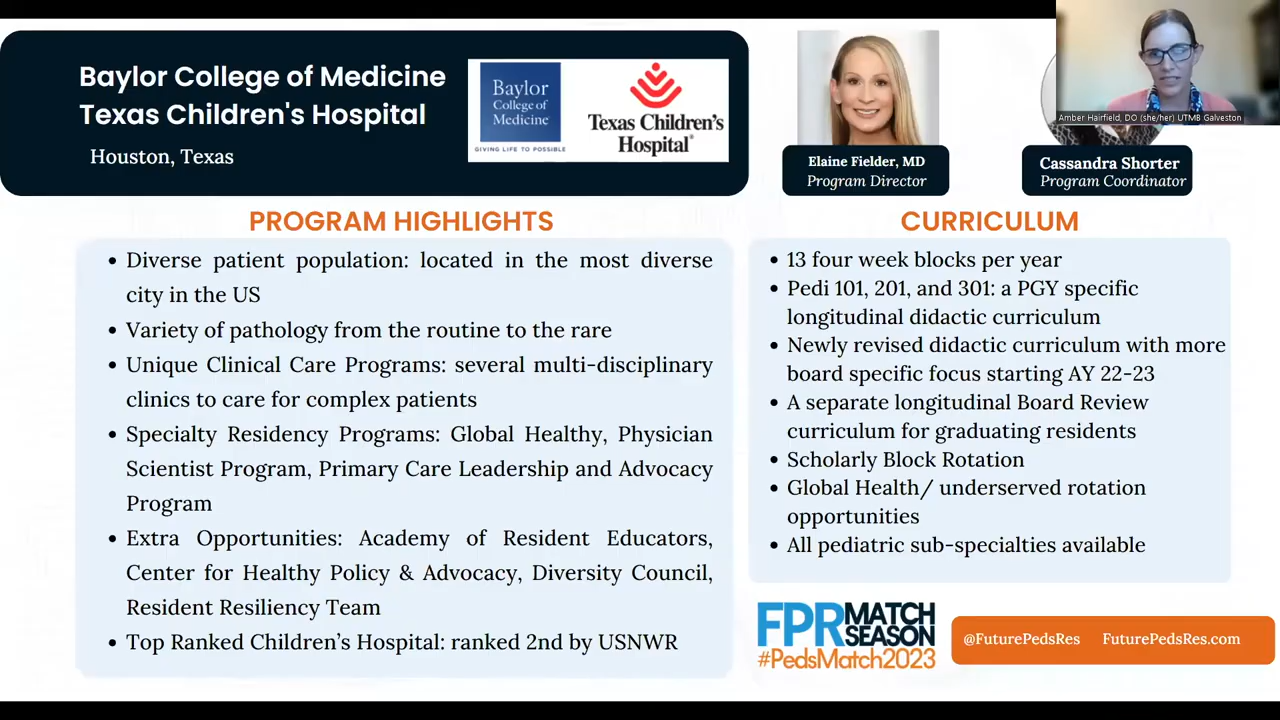 Baylor College of Medicine
Texas Children's Hospital
Houston, Texas
Baylor
College of
Medicine
GIVING LIFE TO POSSIBLE
Texas Children's
Hospital®
Elaine Fielder, MD
Program Director
Amber Hairfield, DO (she/her) UTMB Galveston
Cassandra Shorter
Program Coordinator
PROGRAM HIGHLIGHTS
• Diverse patient population: located in the most diverse
city in the US
• Variety of pathology from the routine to the rare
• Unique Clinical Care Programs: several multi-disciplinary
clinics to care for complex patients
• Specialty Residency Programs: Global Healthy, Physician
Scientist Program, Primary Care Leadership and Advocacy
Program
• Extra Opportunities: Academy of Resident Educators,
Center for Healthy Policy & Advocacy, Diversity Council,
Resident Resiliency Team
• Top Ranked Children's Hospital: ranked 2nd by USNWR
CURRICULUM
• 13 four week blocks per year
• Pedi 101, 201, and 301: a PGY specific
longitudinal didactic curriculum
• Newly revised didactic curriculum with more
board specific focus starting AY 22-23
• A separate longitudinal Board Review
curriculum for graduating residents
• Scholarly Block Rotation
• Global Health/ underserved rotation
opportunities
• All pediatric sub-specialties available
FPR MATCH
SEASON
#PedsMatch2023
@FuturePedsRes FuturePedsRes.com